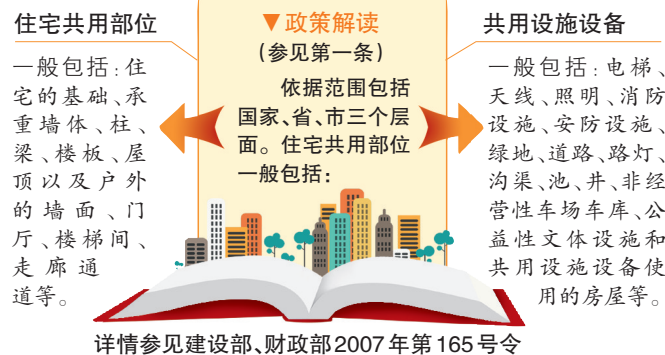 住宅共用部位
一般包括：住
宅的基础、承
重墙体、柱、
梁、楼板、屋
顶以及户外
的墙面、门
厅、楼梯间、
走廊通
道等。
▼政策解读
（参见第一条）
依据范围包括
国家、省、市三个层
面。住宅共用部位
一般包括：
共用设施设备
一般包括：电梯、
天线、照明、消防
设施、安防设施、
绿地、道路、路灯、
沟渠、池、井、非经
营性车场车库、公
益性文体设施和
共用设施设备使
用的房屋等。
详情参见建设部、财政部2007年第165号令